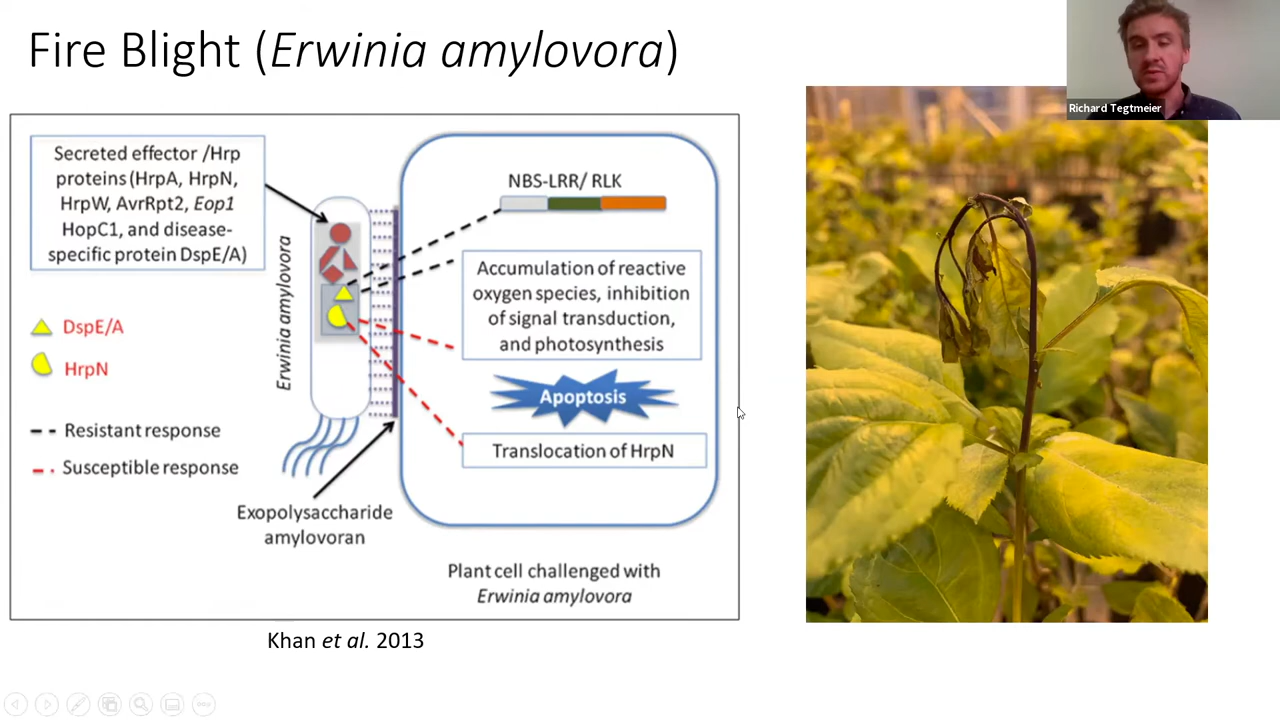 Fire Blight (Erwinia amylovora)
Richard Tegtmeier
Secreted effector /Hrp
proteins (HrpA, HrpN,
HrpW, AvrRpt2, Eop1
HopC1, and disease-
specific protein DspE/A)
NBS-LRR/ RLK
Erwinia amylovora
Accumulation of reactive
oxygen species, inhibition
of signal transduction,
and photosynthesis
DspE/A
HrpN
Apoptosis
Resistant response
Translocation of HrpN
Susceptible response
Exopolysaccharide
amylovoran
Plant cell challenged with
Erwinia amylovora
Khan et al. 2013